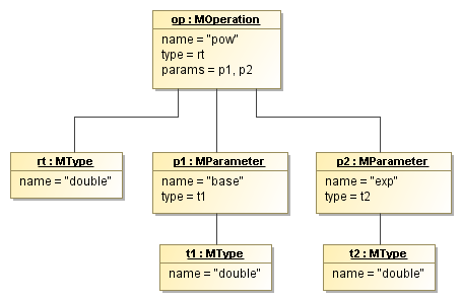 op : MOperation
name = "pow"
type = rt
params = p1, p2
rt : MType
name = "double"
p1 : MParameter
name = "base"
type = t1
p2 : MParameter
name = "exp"
type = t2
t1 : MType
name = "double"
t2 : MType
name = "double"